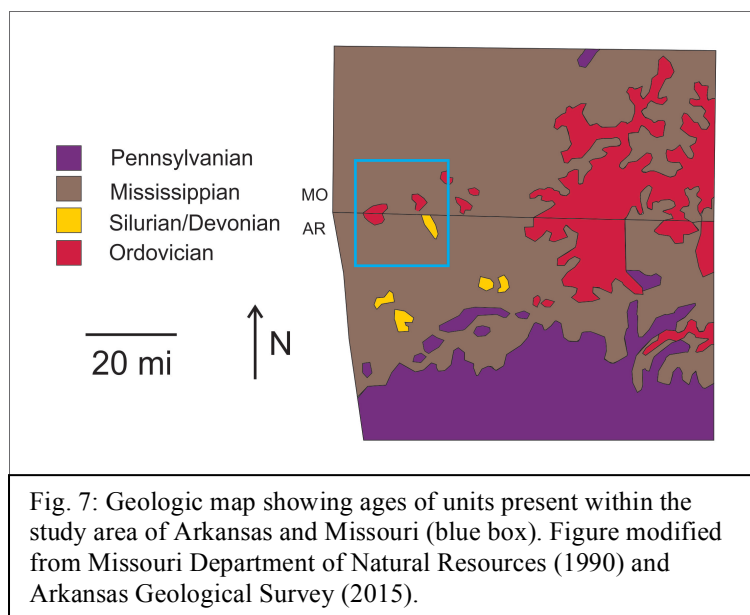 Pennsylvanian
Mississippian
Silurian/Devonian
Ordovician
MO
AR
20 mi
N
Fig. 7: Geologic map showing ages of units present within the
study area of Arkansas and Missouri (blue box). Figure modified
from Missouri Department of Natural Resources (1990) and
Arkansas Geological Survey (2015).